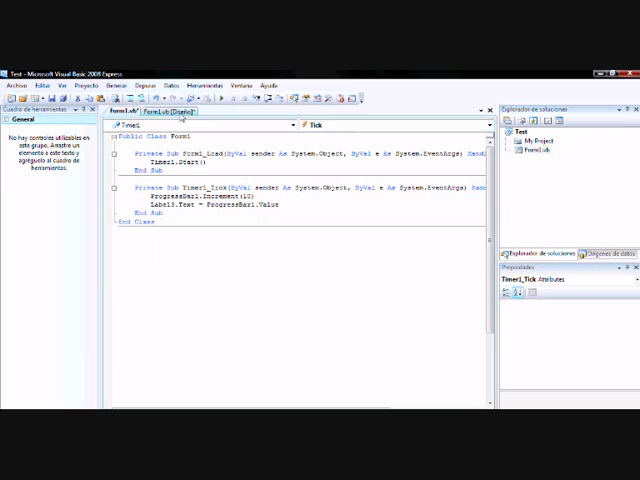 Test - Microsoft Visual Basic 2008 Express
Archivo Editar Ver Proyecto Generar Depurar Datos Herramientas Ventana Ayuda
Cuadro de herramientas
General
No hay controles utilizables en
este grupo. Arrastre un
elemento a este texto y
agréguelo al cuadro de
herramientas.
Form1.vb* Form1.vb [Diseño]*
Timer1 Tick
Public Class Form1
Private Sub Form1_Load(ByVal sender As System.Object, ByVal e As System.EventArgs) Handl
Timer1.Start()
End Sub
Private Sub Timer1_Tick(ByVal sender As System.Object, ByVal e As System.EventArgs) Han
ProgressBar1.Increment(10)
Label3.Text = ProgressBar1.Value
End Sub
End Class
Explorador de soluciones
Test
My Project
Form1.vb
Explorador de soluciones Orígenes de datos
Propiedades
Timer1_Tick Attributes